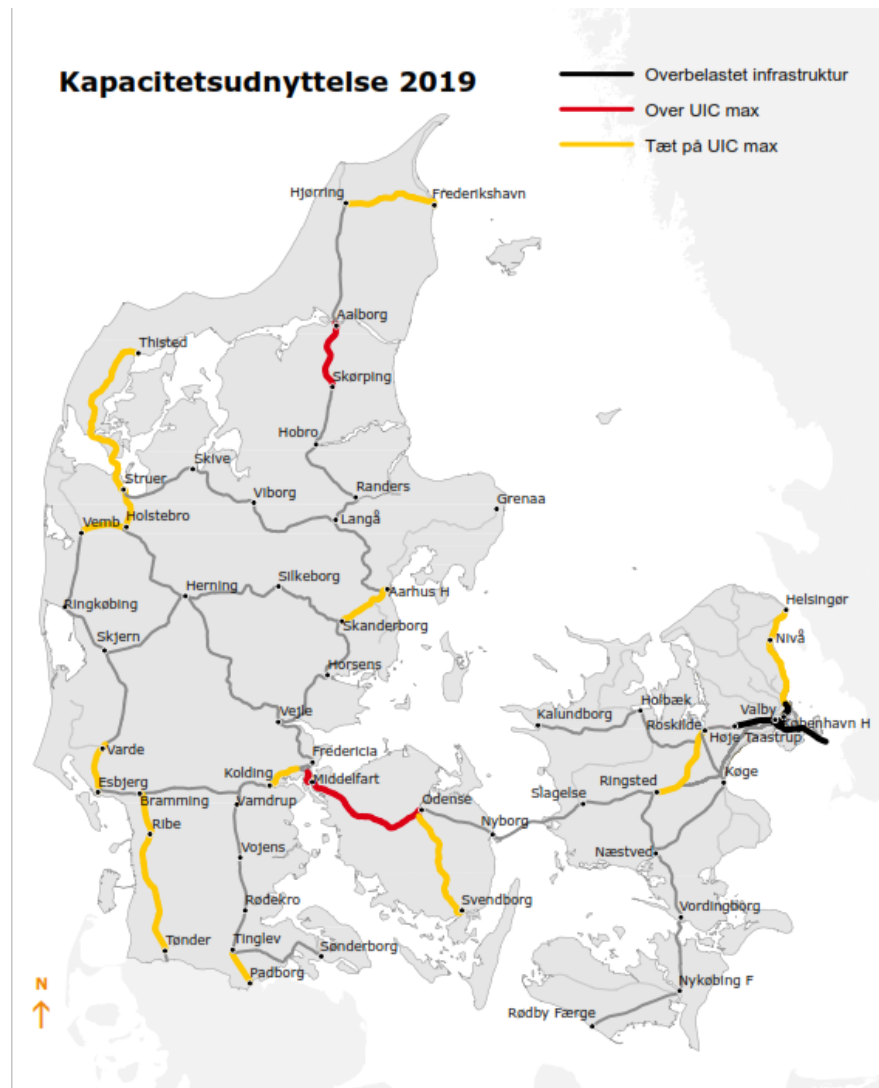 Kapacitetsudnyttelse 2019
Overbelastet infrastruktur
Over UIC max
Tæt på UIC max
Hjørring
Frederikshavn
Aalborg
Thisted
Skørping
Hobro
Skive
Struer
Viborg
Randers
Grenaa
Langå
Vemb
Holstebro
Herning
Silkeborg
Aarhus H
Ringkøbing
Skanderborg
Skjern
Horsens
Helsingør
Nivå
Vejle
Kalundborg
Holbæk
Valby
Roskilde
København H
Høje Taastrup
Varde
Fredericia
Kolding
Middelfart
Esbjerg
Bramming
Vamdrup
Odense
Nyborg
Slagelse
Ringsted
Køge
Ribe
Vojens
Næstved
Rødekro
Svendborg
Vordingborg
Tønder
Tinglev
Sønderborg
Padborg
Nykøbing F
Rødby Færge
N